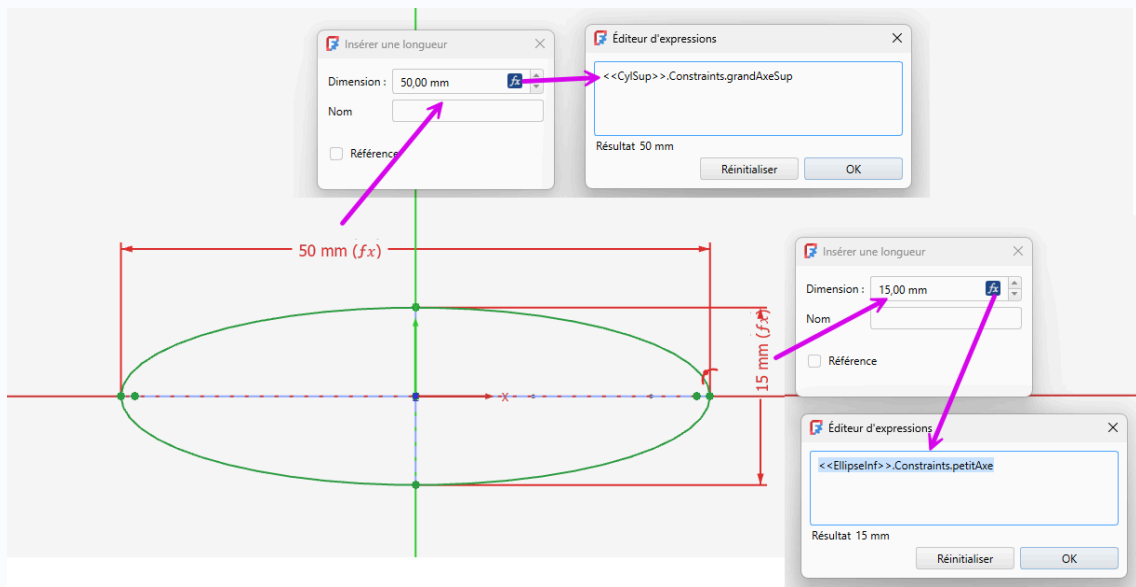 Insérer une longueur
Dimension : 50,00 mm fx
Nom
Référence
Éditeur d'expressions
<<CylSup>>.Constraints.grandAxeSup
Résultat 50 mm
Réinitialiser OK
50 mm (fx)
15 mm (fx)
X
Insérer une longueur
Dimension : 15,00 mm fx
Nom
Référence
Éditeur d'expressions
<<EllipseInf>>.Constraints.petitAxe
Résultat 15 mm
Réinitialiser OK